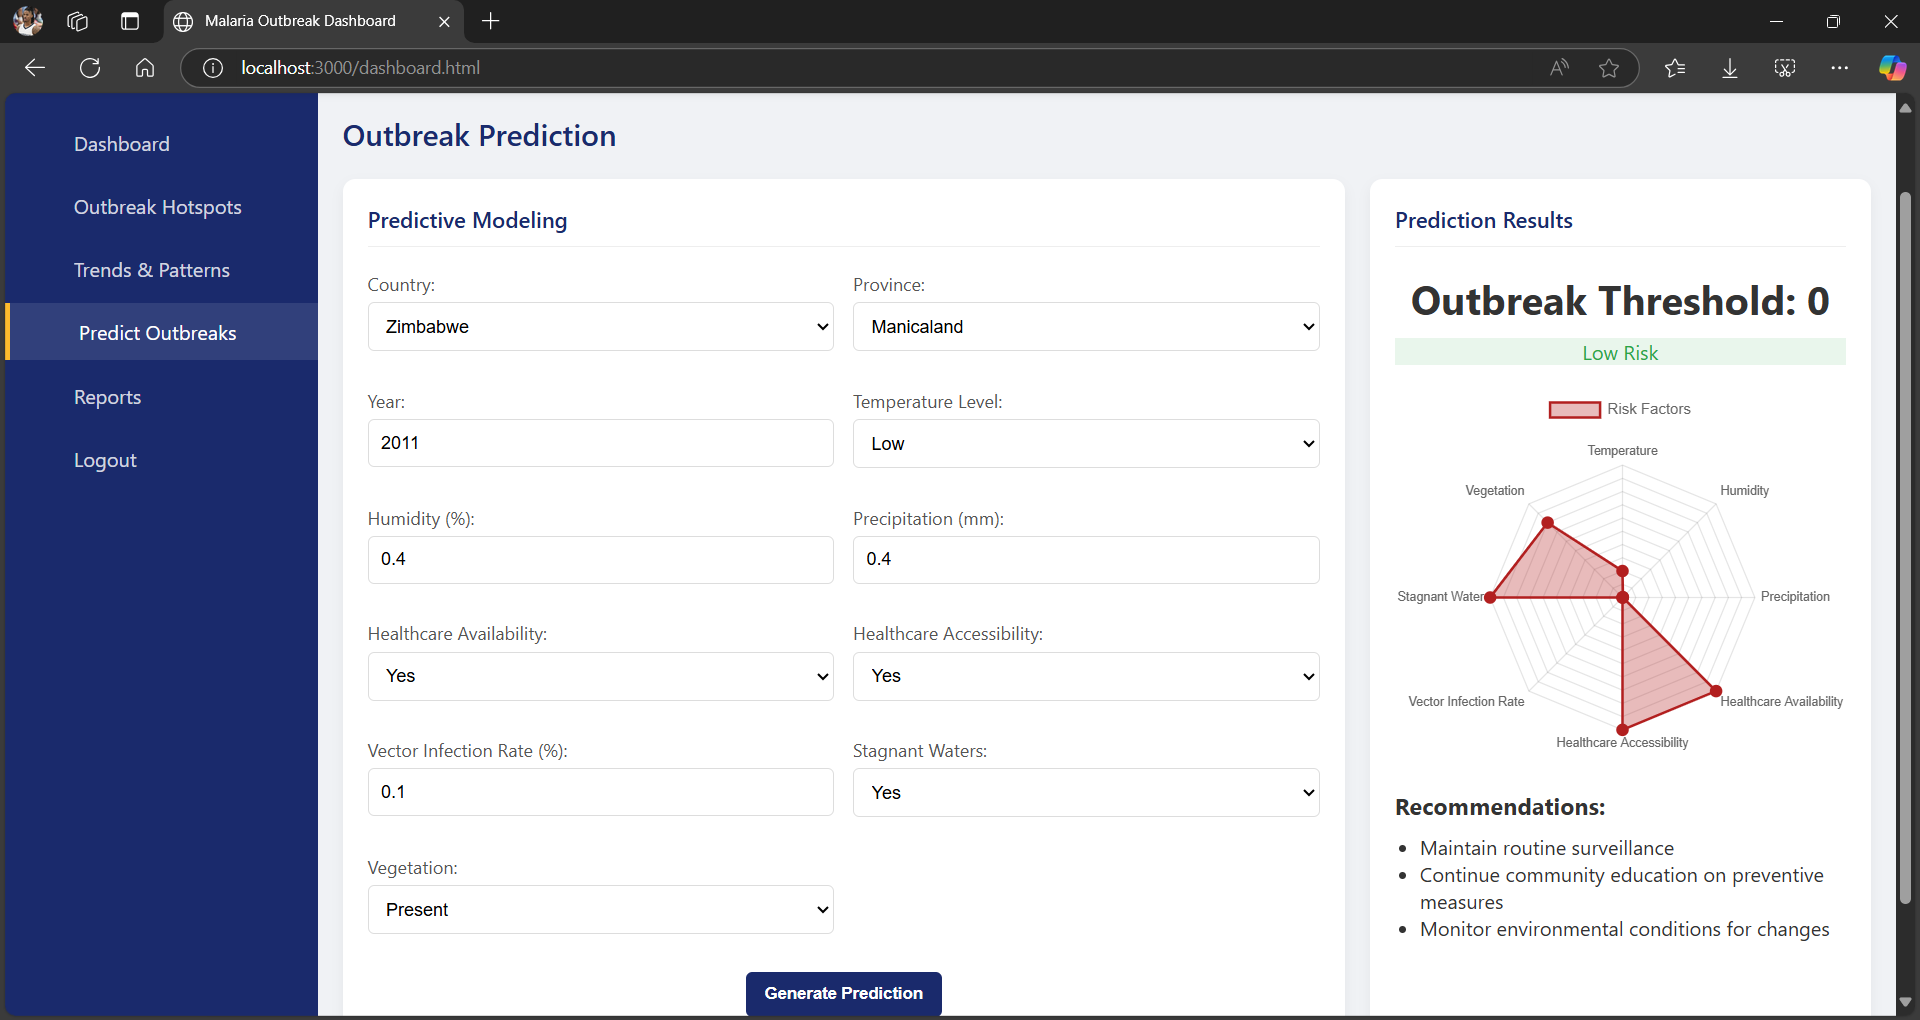 Malaria Outbreak Dashboard
localhost:3000/dashboard.html
Dashboard
Outbreak Hotspots
Trends & Patterns
Predict Outbreaks
Reports
Logout
Outbreak Prediction
Predictive Modeling
Country:
Province:
Zimbabwe
Manicaland
Year:
Temperature Level:
2011
Low
Humidity (%):
Precipitation (mm):
0.4
0.4
Healthcare Availability:
Healthcare Accessibility:
Yes
Yes
Vector Infection Rate (%):
Stagnant Waters:
0.1
Yes
Vegetation:
Present
Generate Prediction
Prediction Results
Outbreak Threshold: 0
Low Risk
Risk Factors
Temperature
Vegetation
Humidity
Stagnant Water
Precipitation
Vector Infection Rate
Healthcare Availability
Healthcare Accessibility
Recommendations:
• Maintain routine surveillance
• Continue community education on preventive
measures
• Monitor environmental conditions for changes